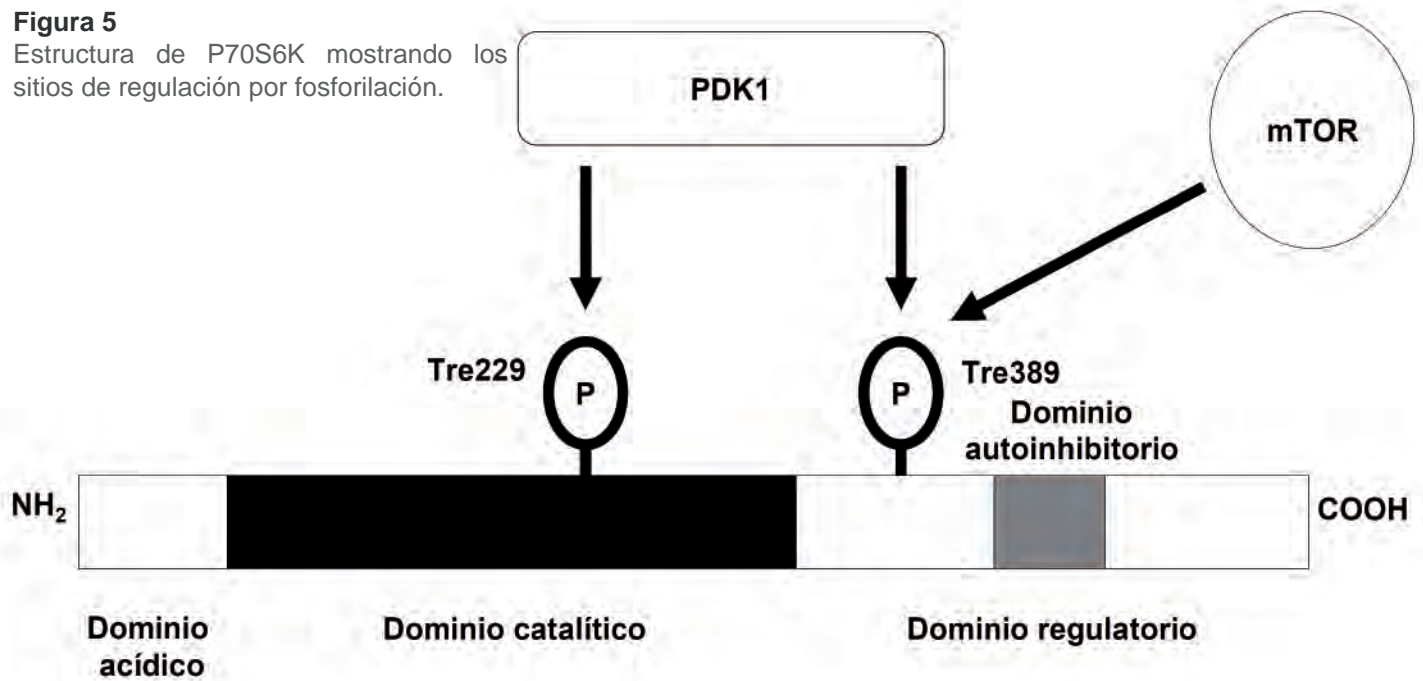 Figura 5
Estructura de P70S6K mostrando los
sitios de regulación por fosforilación.
PDK1
mTOR
Tre229
P
P
Tre389
Dominio
autoinhibitorio
NH₂
COOH
Dominio
acídico
Dominio catalítico
Dominio regulatorio